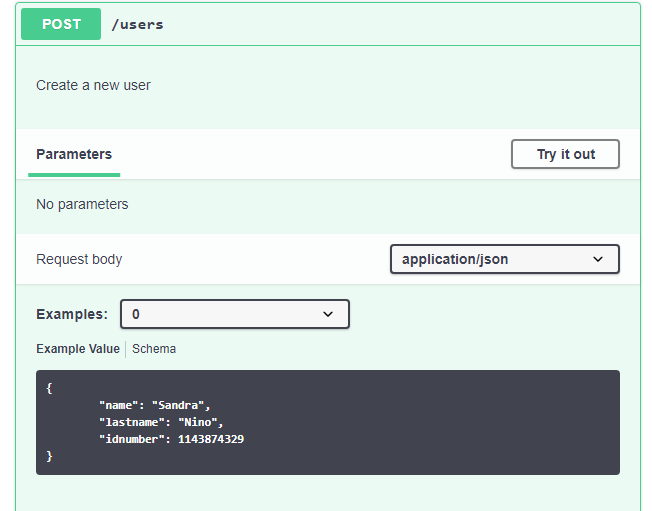 POST /users
Create a new user
Parameters Try it out
No parameters
Request body application/json
Examples: 0
Example Value Schema
{
"name": "Sandra",
"lastname": "Nino",
"idnumber": 1143874329
}